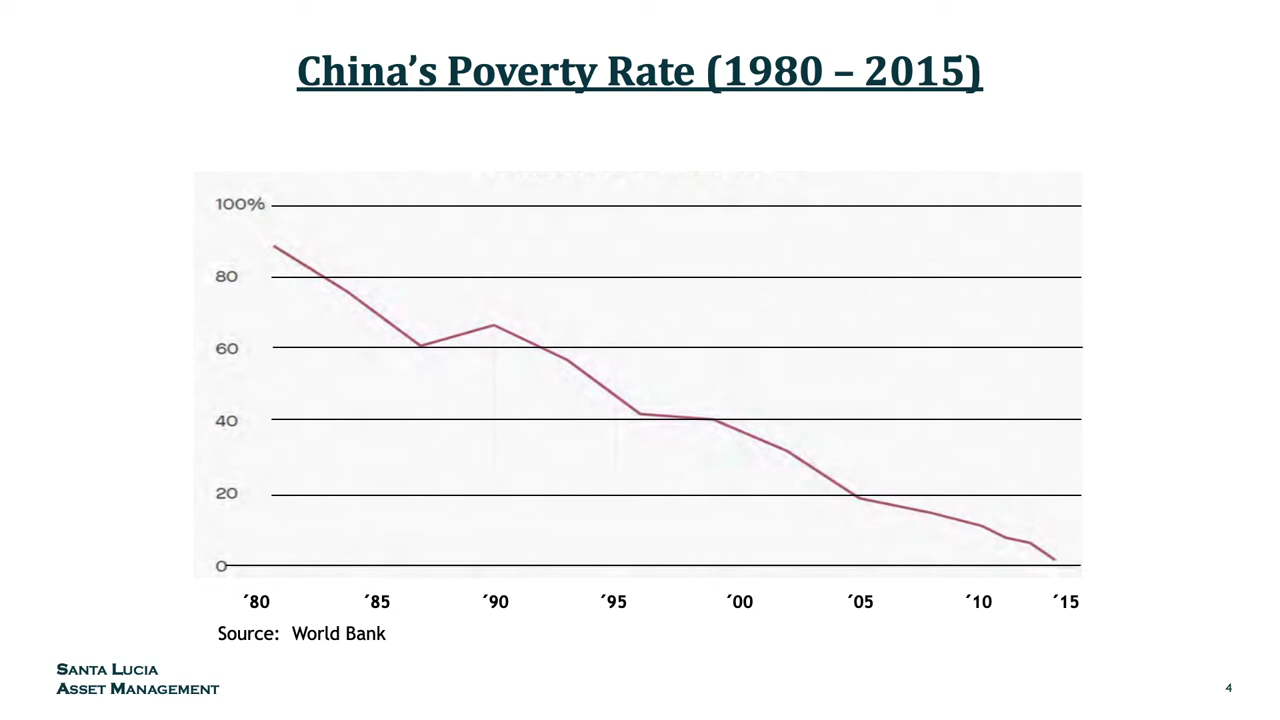 China’s Poverty Rate (1980 – 2015)
100%
80
60
40
20
0
´80 ´85 ´90 ´95 ´00 ´05 ´10 ´15
Source: World Bank
SANTA LUCIA
ASSET MANAGEMENT
4